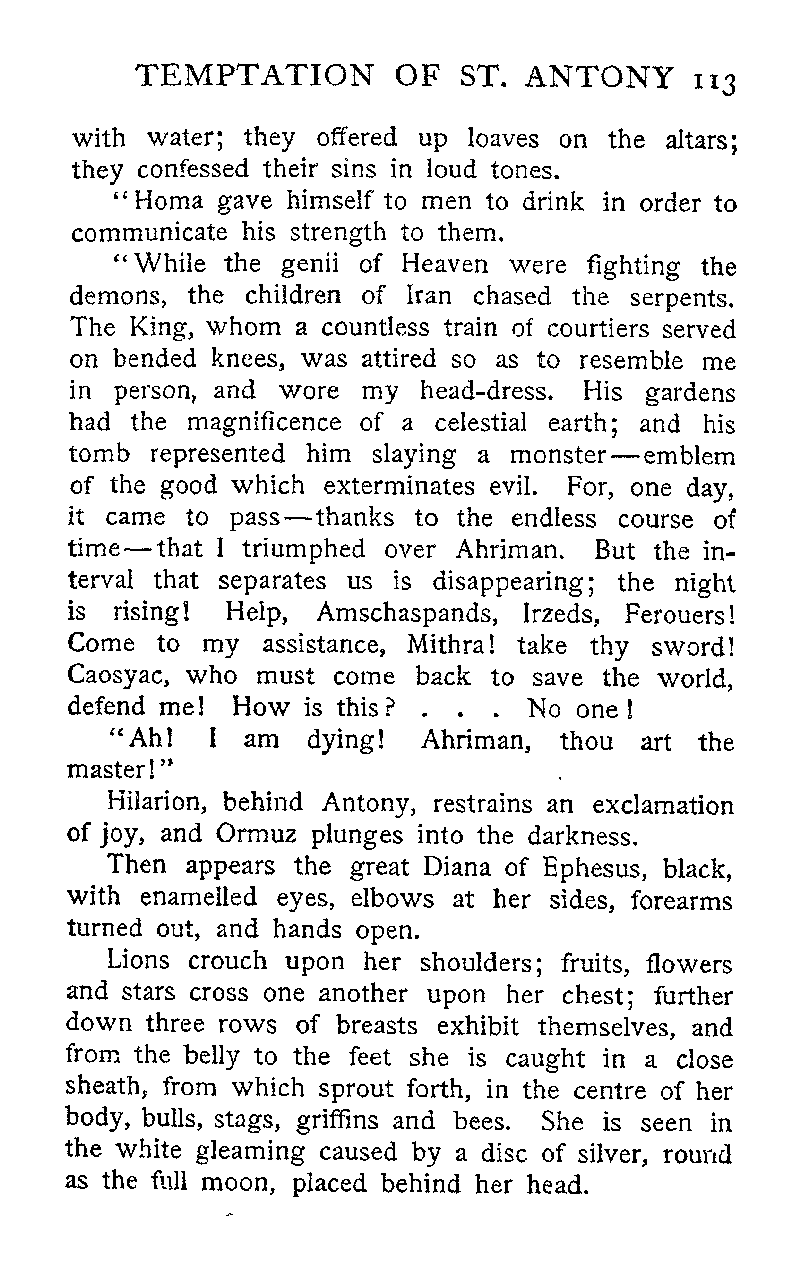 TEMPTATION OF ST. ANTONY 113
with water; they offered up loaves on the altars;
they confessed their sins in loud tones.
"Homa gave himself to men to drink in order to
communicate his strength to them.
"While the genii of Heaven were fighting the
demons, the children of Iran chased the serpents.
The King, whom a countless train of courtiers served
on bended knees, was attired so as to resemble me
in person, and wore my head-dress. His gardens
had the magnificence of a celestial earth; and his
tomb represented him slaying a monster—emblem
of the good which exterminates evil. For, one day,
it came to pass—thanks to the endless course of
time—that I triumphed over Ahriman. But the in-
terval that separates us is disappearing; the night
is rising! Help, Amschaspands, Irzeds, Ferouers!
Come to my assistance, Mithra! take thy sword!
Caosyac, who must come back to save the world,
defend me! How is this? . . . No one!
"Ah! I am dying! Ahriman, thou art the
master!"
Hilarion, behind Antony, restrains an exclamation
of joy, and Ormuz plunges into the darkness.
Then appears the great Diana of Ephesus, black,
with enamelled eyes, elbows at her sides, forearms
turned out, and hands open.
Lions crouch upon her shoulders; fruits, flowers
and stars cross one another upon her chest; further
down three rows of breasts exhibit themselves, and
from the belly to the feet she is caught in a close
sheath, from which sprout forth, in the centre of her
body, bulls, stags, griffins and bees. She is seen in
the white gleaming caused by a disc of silver, round
as the full moon, placed behind her head.